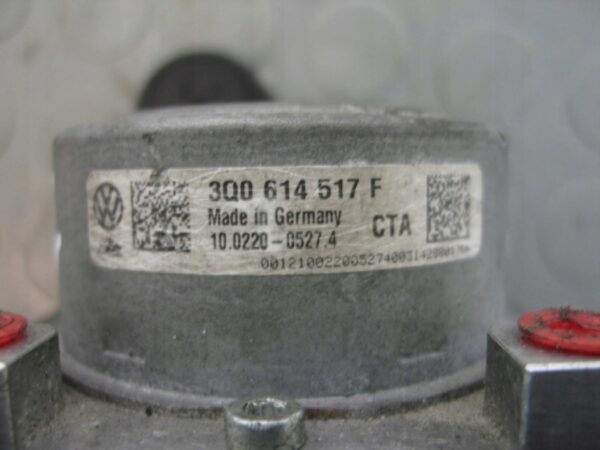 3Q0 614 517 F
Made in Germany
10.0220-0527.4
CTA